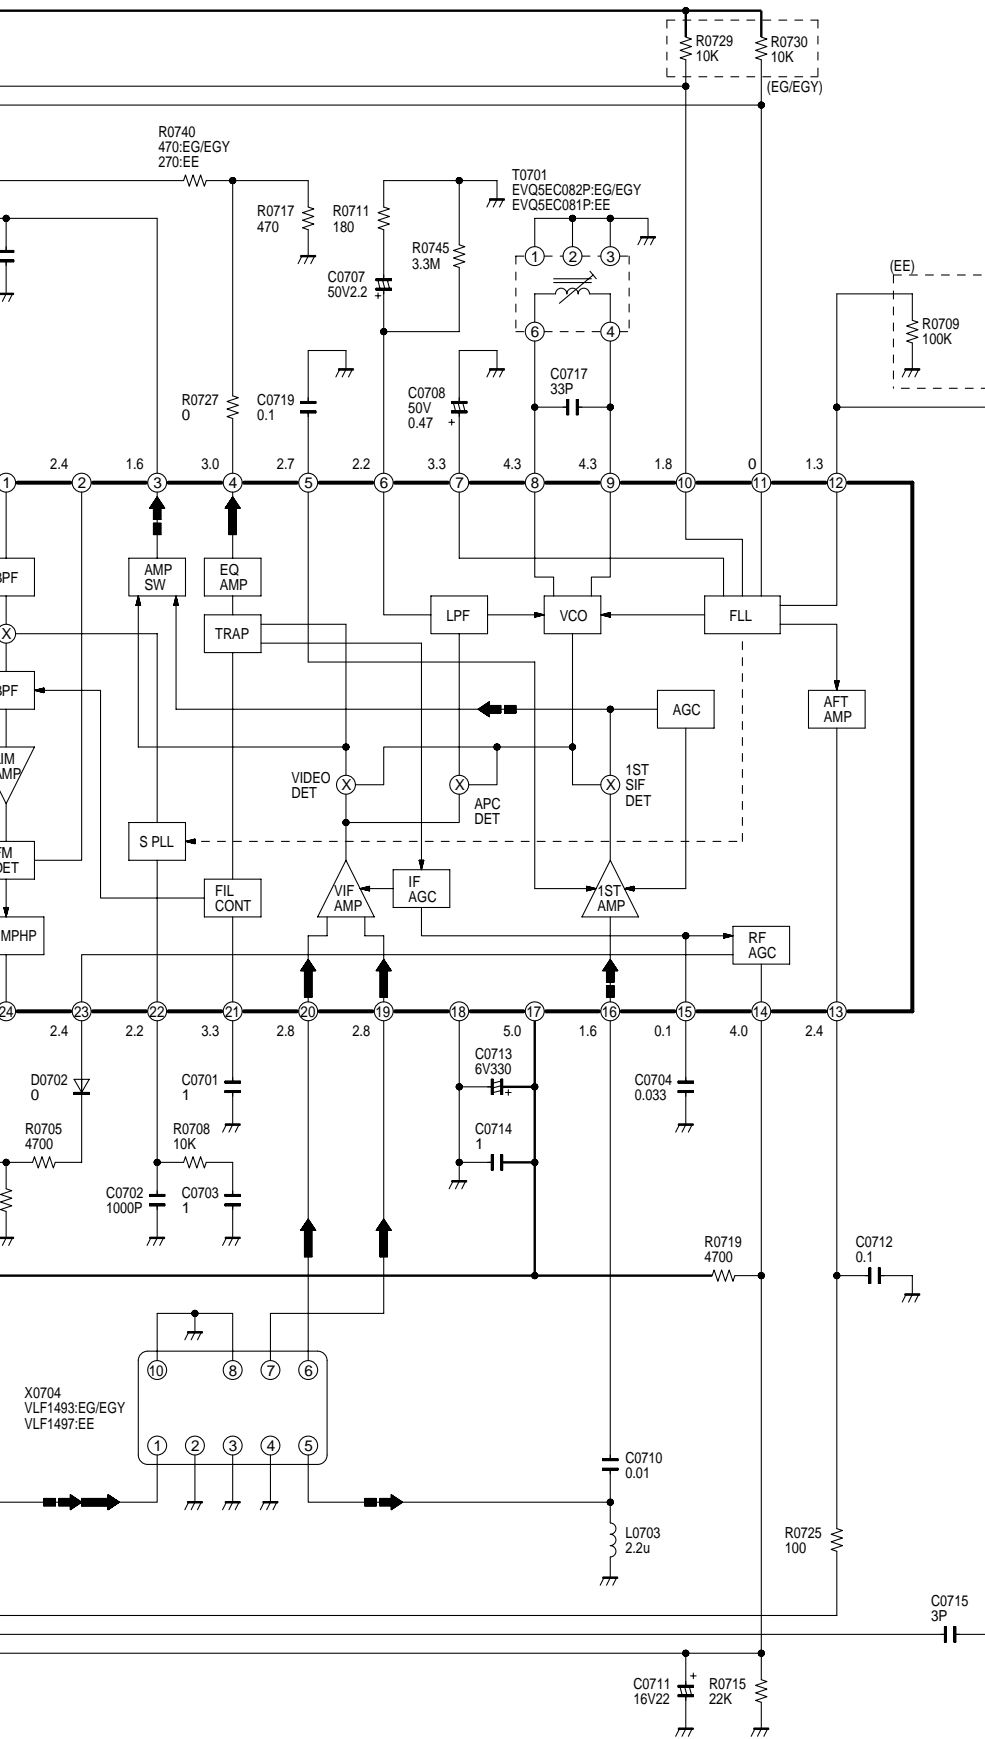 R0729
10K
R0730
10K
(EG/EGY)
R0740
470:EG/EGY
270:EE
T0701
EVQ5EC082P:EG/EGY
EVQ5EC081P:EE
R0717
470
R0711
180
R0745
3.3M
1 2 3
C0707
50V2.2
+
(EE)
6 4
R0709
100K
C0717
33P
R0727
0
C0719
0.1
C0708
50V
0.47
+
2.4 1.6 3.0 2.7 2.2 3.3 4.3 4.3 1.8 0 1.3
1 2 3 4 5 6 7 8 9 10 11 12
BPF
AMP
SW
EQ
AMP
LPF
VCO
FLL
X
TRAP
BPF
AGC
AFT
AMP
LIM
AMP
VIDEO
DET
X
X
APC
DET
X
1ST
SIF
DET
S PLL
FM
DET
FIL
CONT
VIF
AMP
IF
AGC
1ST
AMP
MPHP
RF
AGC
24 23 22 21 20 19 18 17 16 15 14 13
2.4 2.2 3.3 2.8 2.8 5.0 1.6 0.1 4.0 2.4
D0702
0
C0701
1
C0713
6V330
+
C0704
0.033
R0705
4700
R0708
10K
C0714
1
C0702
1000P
C0703
1
R0719
4700
C0712
0.1
10 8 7 6
X0704
VLF1493:EG/EGY
VLF1497:EE
1 2 3 4 5
C0710
0.01
L0703
2.2u
R0725
100
C0715
3P
C0711
16V22
+
R0715
22K